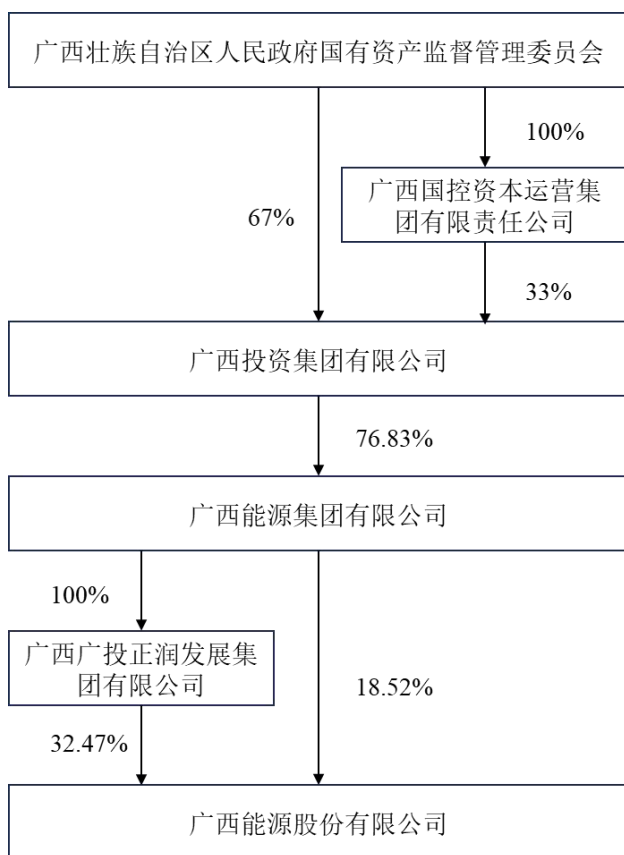 广西壮族自治区人民政府国有资产监督管理委员会
100%
广西国控资本运营集
团有限责任公司
67%
33%
广西投资集团有限公司
76.83%
广西能源集团有限公司
100%
广西广投正润发展集
团有限公司
18.52%
32.47%
广西能源股份有限公司